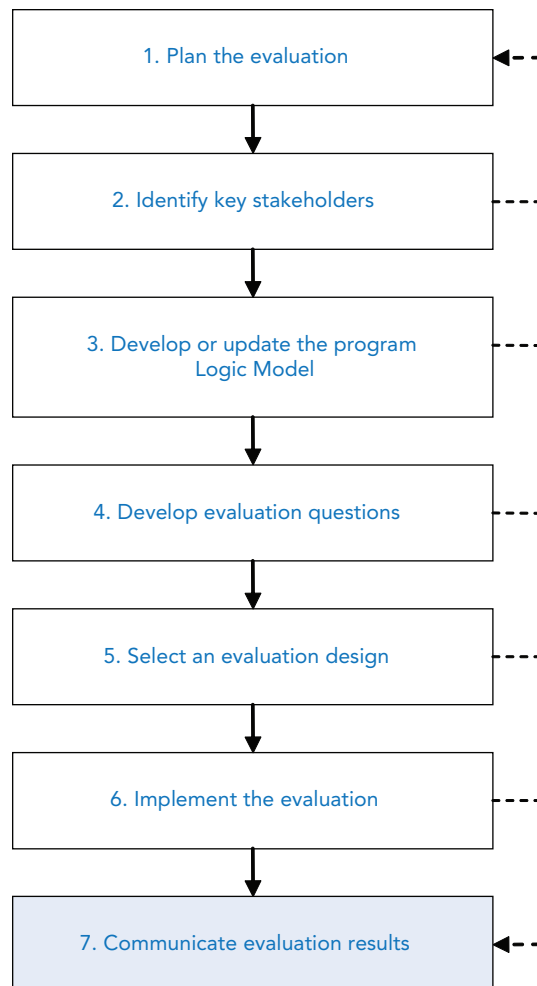 1. Plan the evaluation
2. Identify key stakeholders
3. Develop or update the program
Logic Model
4. Develop evaluation questions
5. Select an evaluation design
6. Implement the evaluation
7. Communicate evaluation results